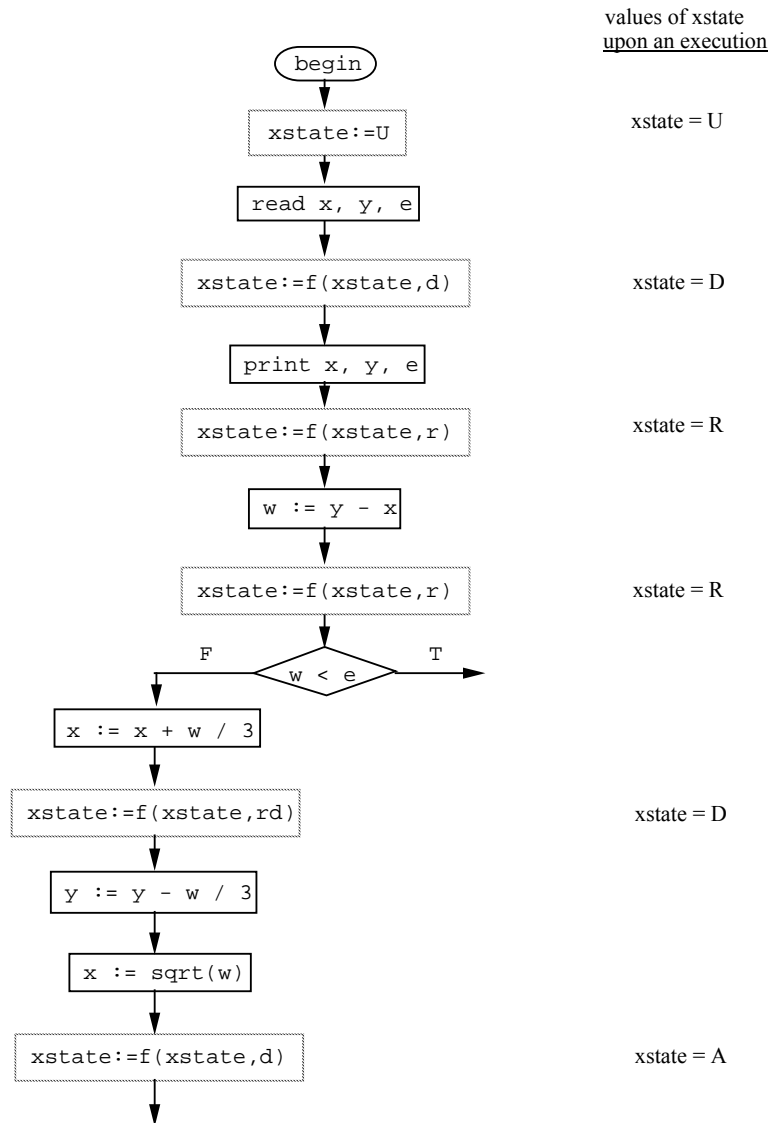 values of xstate
upon an execution
begin
xstate:=U
xstate = U
read x, y, e
xstate:=f(xstate,d)
xstate = D
print x, y, e
xstate:=f(xstate,r)
xstate = R
w := y - x
xstate:=f(xstate,r)
xstate = R
F
T
w < e
x := x + w / 3
xstate:=f(xstate,rd)
xstate = D
y := y - w / 3
x := sqrt(w)
xstate:=f(xstate,d)
xstate = A